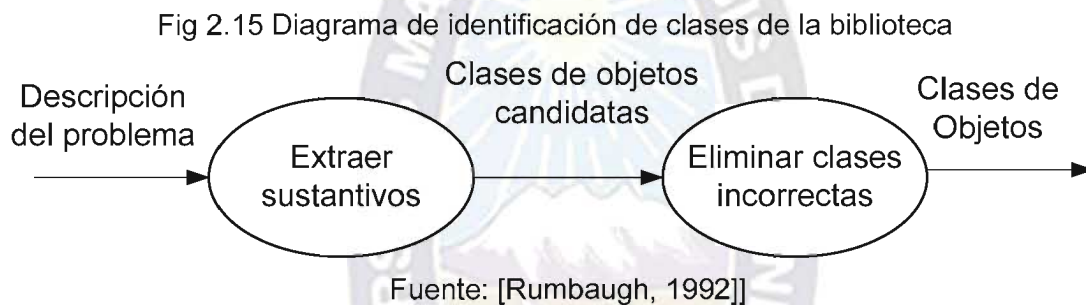 Fig 2.15 Diagrama de identificación de clases de la biblioteca
Descripción
del problema
Extraer
sustantivos
Clases de objetos
candidatas
Eliminar clases
incorrectas
Clases de
Objetos
Fuente: [Rumbaugh, 1992]]